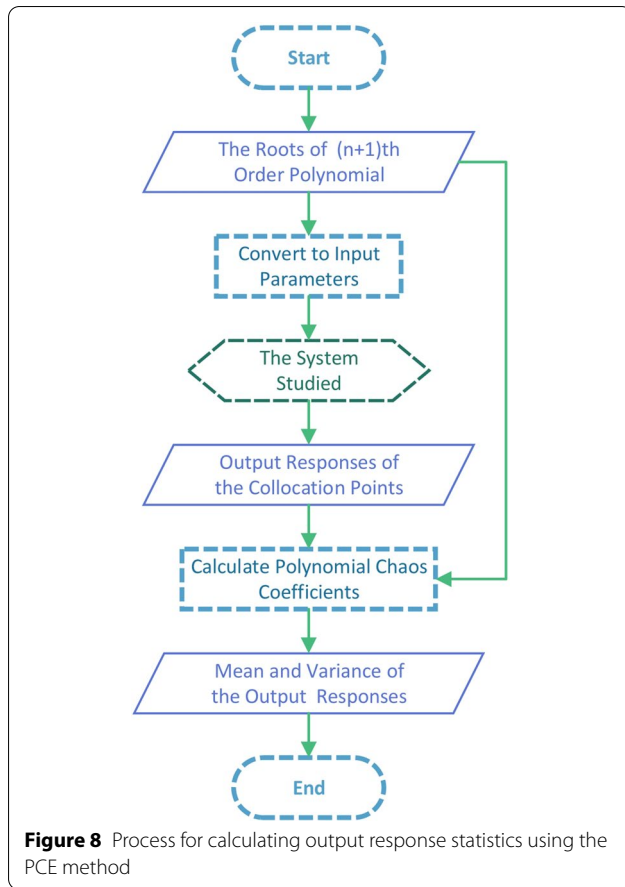 Start
The Roots of (n+1)th
Order Polynomial
Convert to Input
Parameters
The System
Studied
Output Responses of
the Collocation Points
Calculate Polynomial Chaos
Coefficients
Mean and Variance of
the Output Responses
End
Figure 8 Process for calculating output response statistics using the
PCE method